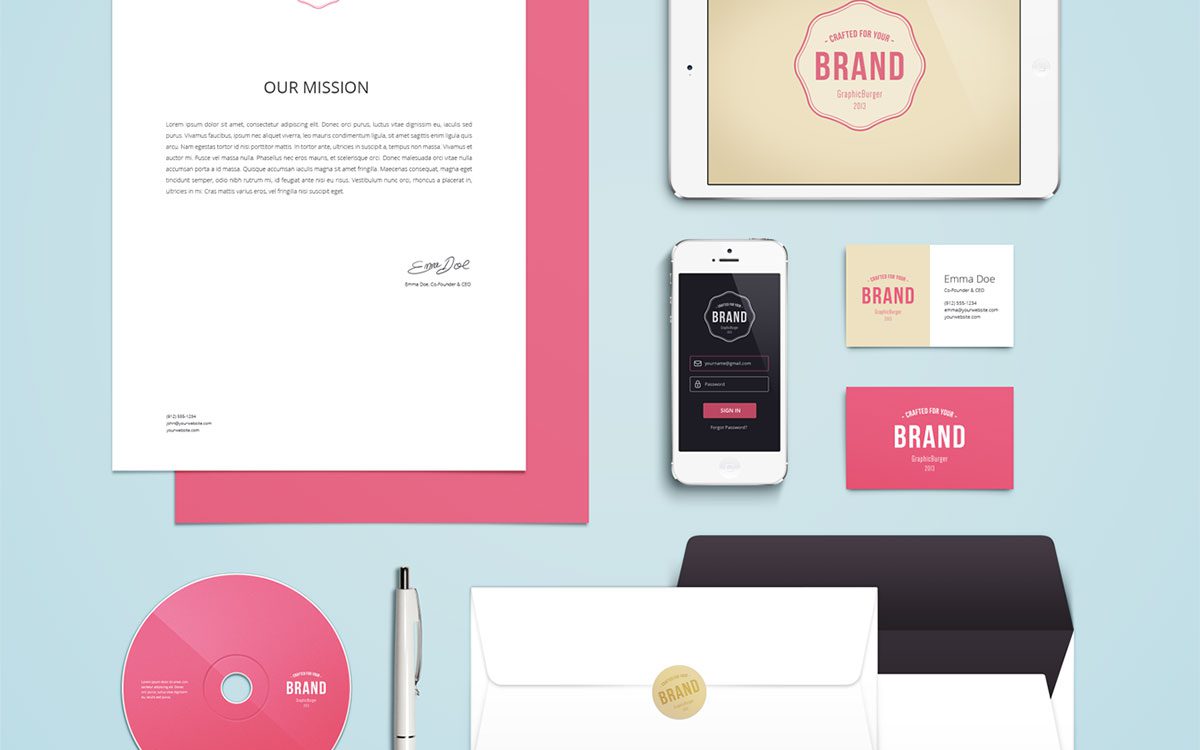 OUR MISSION
Lorem ipsum dolor sit amet, consectetur adipiscing elit. Donec orci purus, luctus vitae dignissim eu, iaculis sed
purus. Vivamus faucibus, ipsum nec aliquet viverra, leo mauris condimentum ligula, sit amet sagittis enim ligula quis
arcu. Nam egestas tortor id nisi porttitor mattis. In tortor ante, ultricies in suscipit a, tempus non massa. Vivamus et
auctor mi. Fusce vel massa nulla. Phasellus nec eros mauris, et scelerisque orci. Donec malesuada orci vitae nulla
accumsan porta a id massa. Quisque accumsan iaculis magna sit amet fringilla. Maecenas consequat, magna eget
tincidunt semper, odio nibh rutrum mi, id feugiat ante nisi eu risus. Vestibulum nunc orci, rhoncus a placerat in,
ultricies in mi. Cras mattis varius eros, vel fringilla nisi suscipit eget.
Emma Doe
Emma Doe, Co-Founder & CEO
(912) 555-1234
john@yourwebsite.com
yourwebsite.com
- CRAFTED FOR YOUR -
BRAND
GraphicBurger
2013
CRAFTED FOR YOUR
BRAND
GraphicBurger
2013
yourname@gmail.com
Password
SIGN IN
Forgot Password?
- CRAFTED FOR YOUR -
BRAND
GraphicBurger
2013
Emma Doe
Co-Founder & CEO
(912) 555-1234
emma@yourwebsite.com
yourwebsite.com
- CRAFTED FOR YOUR -
BRAND
GraphicBurger
2013
Lorem ipsum dolor sit amet, con
- CRAFTED FOR YOUR -
BRAND
GraphicBurger
2013
CRAFTED FOR YOUR
BRAND